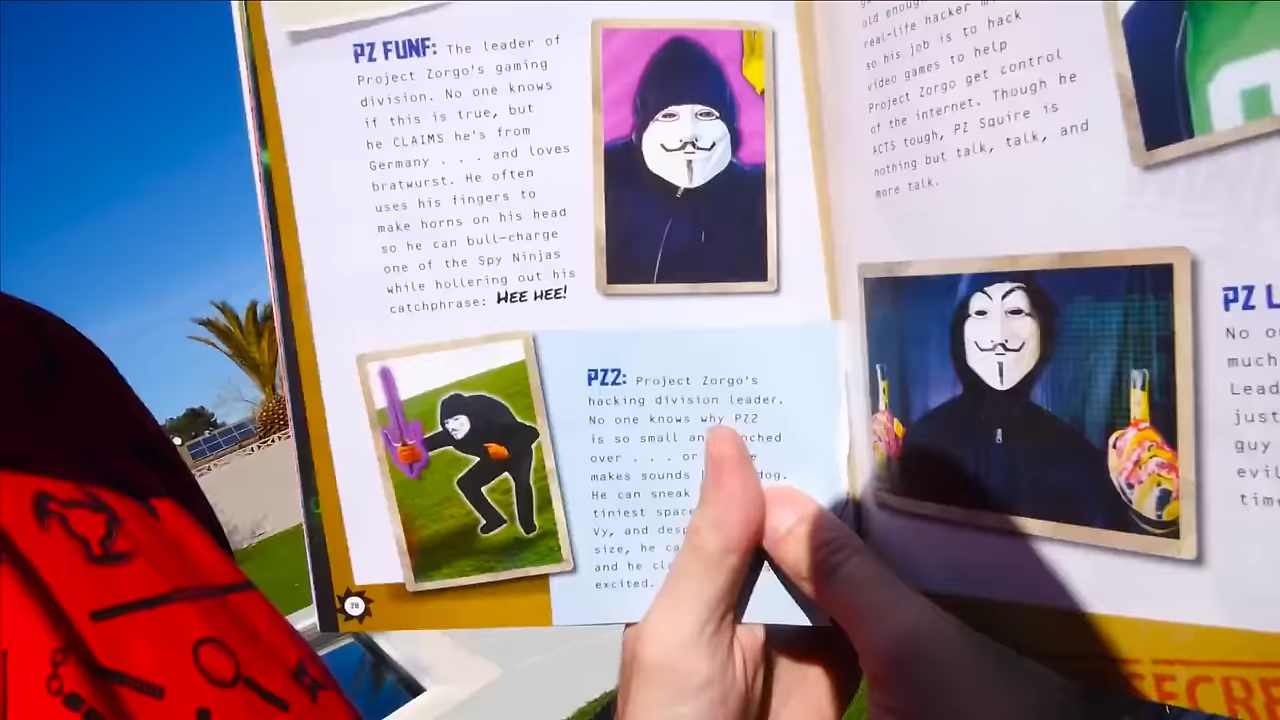 PZ FUNF: The leader of
Project Zorgo's gaming
division. No one knows
if this is true, but
he CLAIMS he's from
Germany . . . and loves
bratwurst. He often
uses his fingers to
make horns on his head
so he can bull-charge
one of the Spy Ninjas
while hollering out his
catchphrase: HEE HEE!
PZ2: Project Zorgo's
hacking division leader.
No one knows why PZ2
is so small an ched
over . . . or
makes sounds dog.
He can sneak
tiniest space
Vy, and desp
size, he ca
and he cl
excited.
28
old enough
real-life hacker
so his job is to hack
video games to help
Project Zorgo get control
of the internet. Though he
ACTS tough, PZ Squire is
nothing but talk, talk, and
more talk.
PZ L
No o
much
Lead
just
guy
evil
tim
SECRE